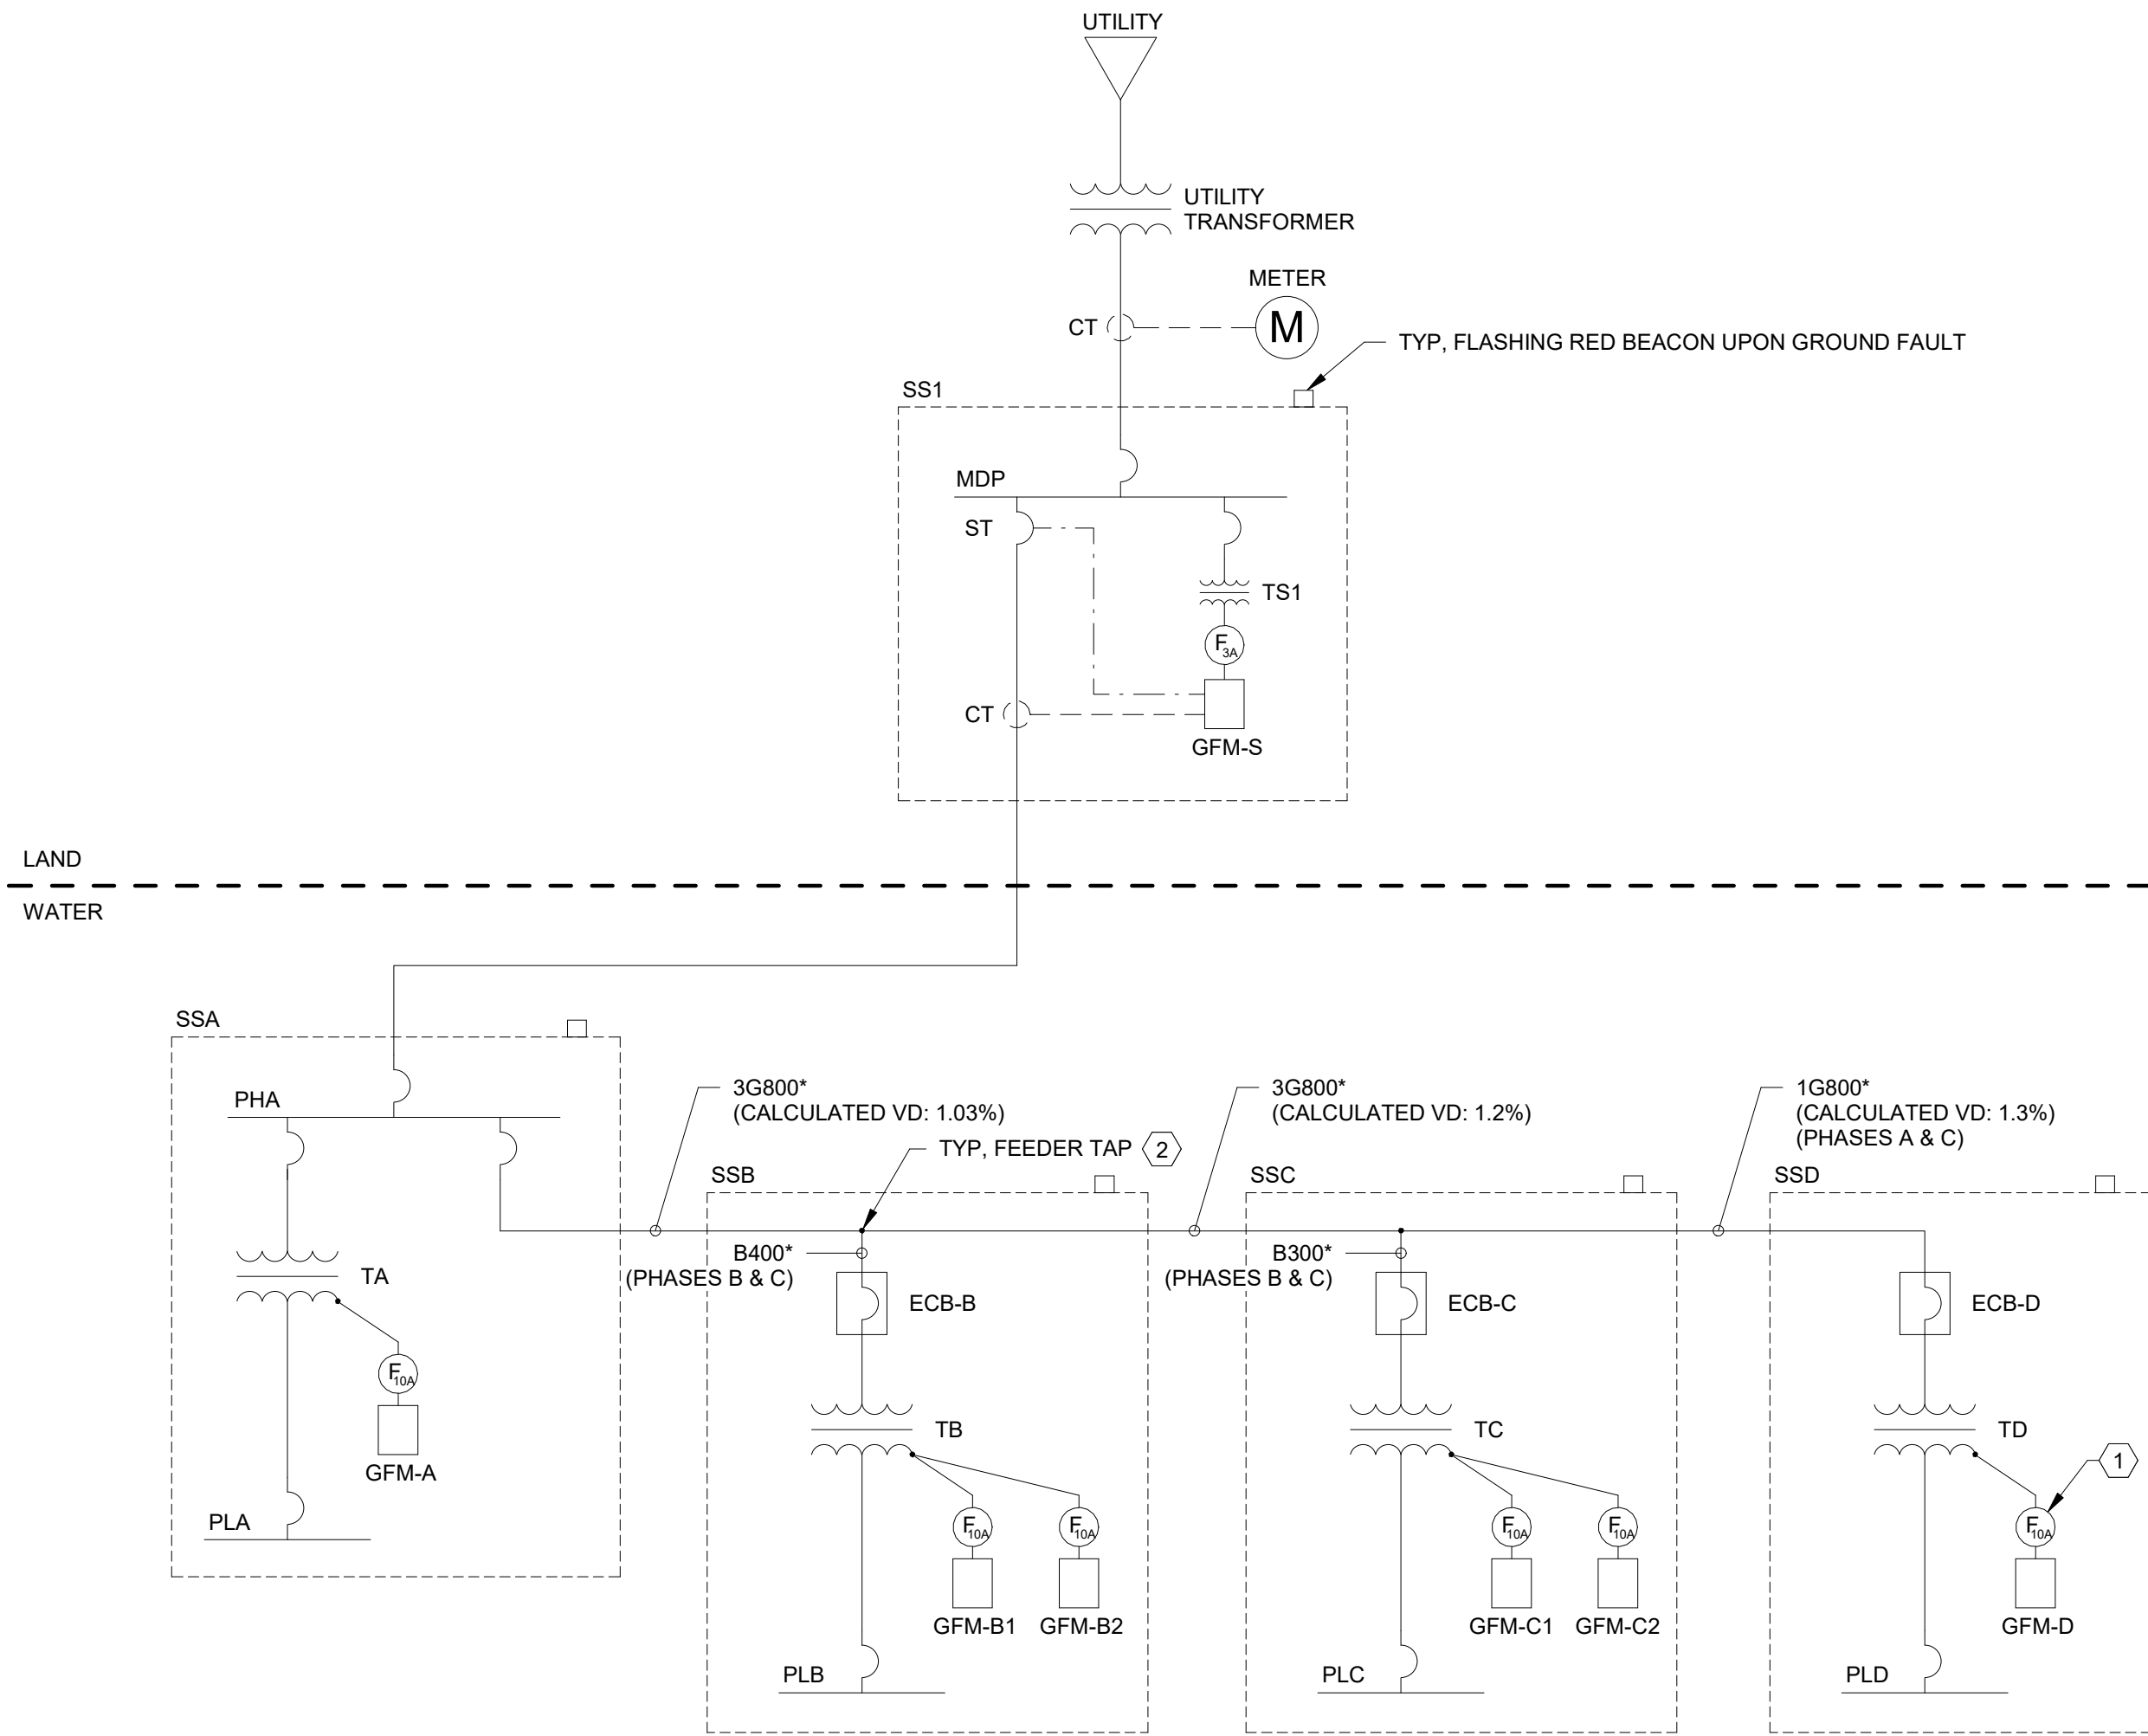 UTILITY
UTILITY
TRANSFORMER
METER
CT
M
TYP, FLASHING RED BEACON UPON GROUND FAULT
SS1
MDP
ST
TS1
F3A
CT
GFM-S
LAND
WATER
SSA
PHA
3G800*
(CALCULATED VD: 1.03%)
3G800*
(CALCULATED VD: 1.2%)
1G800*
(CALCULATED VD: 1.3%)
(PHASES A & C)
TYP, FEEDER TAP
2
SSB
SSC
SSD
B400*
(PHASES B & C)
B300*
(PHASES B & C)
TA
ECB-B
ECB-C
ECB-D
F10A
GFM-A
TB
TC
TD
1
PLA
F10A
F10A
F10A
F10A
F10A
GFM-B1
GFM-B2
GFM-C1
GFM-C2
GFM-D
PLB
PLC
PLD